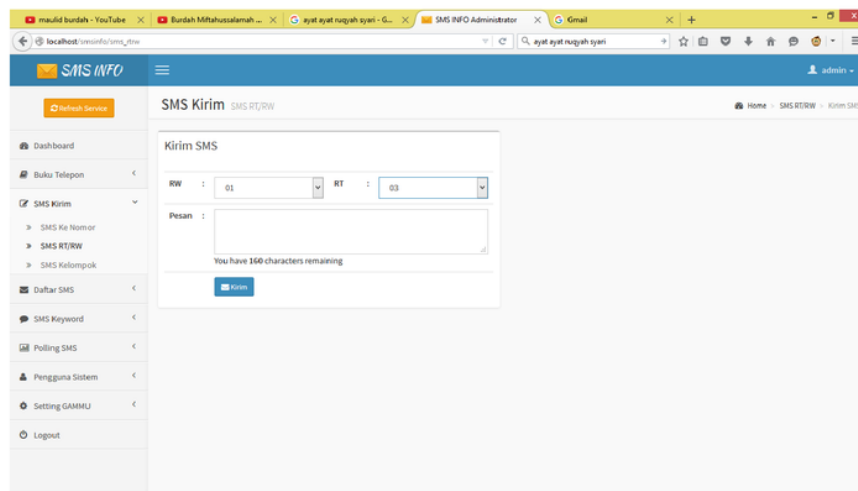 maulid burdah - YouTube
Burdah Miftahussalamah ...
ayat ayat ruqyah syari - G...
SMS INFO Administrator
Gmail
localhost/smsinfo/sms_rtrw
ayat ayat ruqyah syari
SMS INFO
admin
Refresh Service
SMS Kirim SMS RT/RW
Home > SMS RT/RW > Kirim SMS
Dashboard
Buku Telepon
SMS Kirim
SMS Ke Nomor
SMS RT/RW
SMS Kelompok
Daftar SMS
SMS Keyword
Polling SMS
Pengguna Sistem
Setting GAMMU
Logout
Kirim SMS
RW : 01 RT : 03
Pesan :
You have 160 characters remaining
Kirim